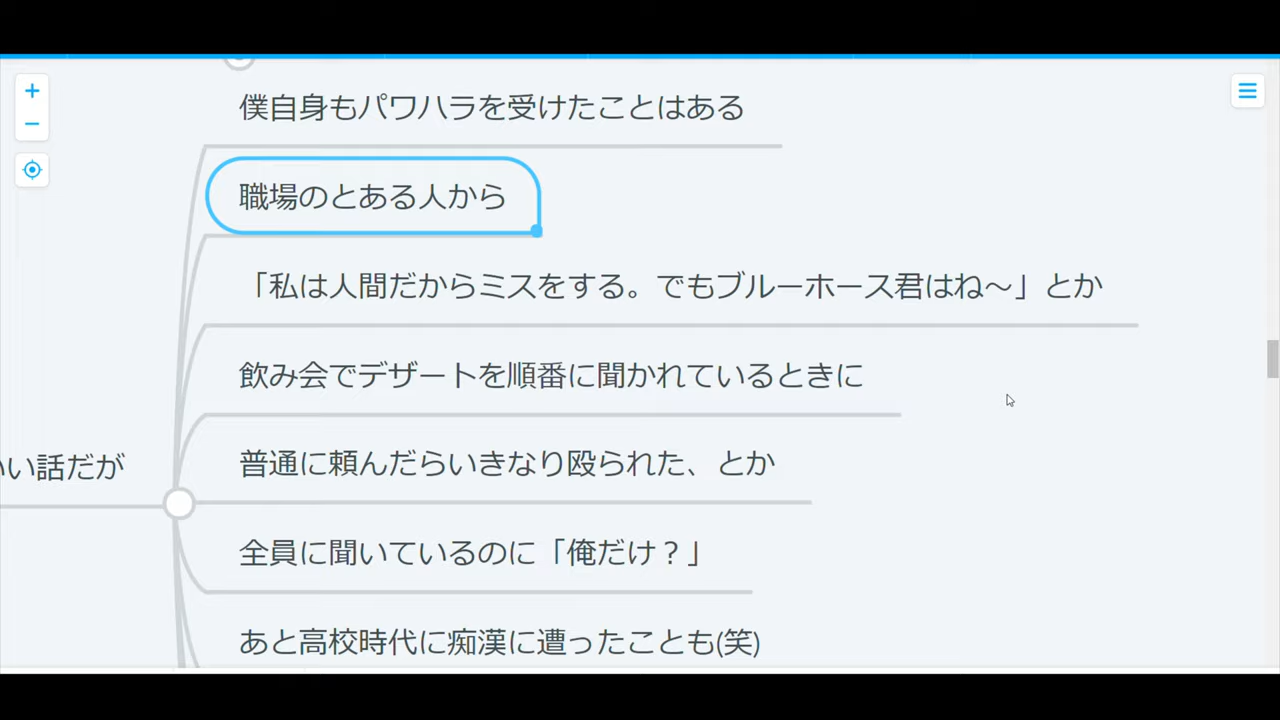 僕自身もパワハラを受けたことはある
職場のとある人から
「私は人間だからミスをする。でもブルーホース君はね〜」とか
飲み会でデザートを順番に聞かれているときに
い話だが
普通に頼んだらいきなり殴られた、とか
全員に聞いているのに「俺だけ？」
あと高校時代に痴漢に遭ったことも(笑)